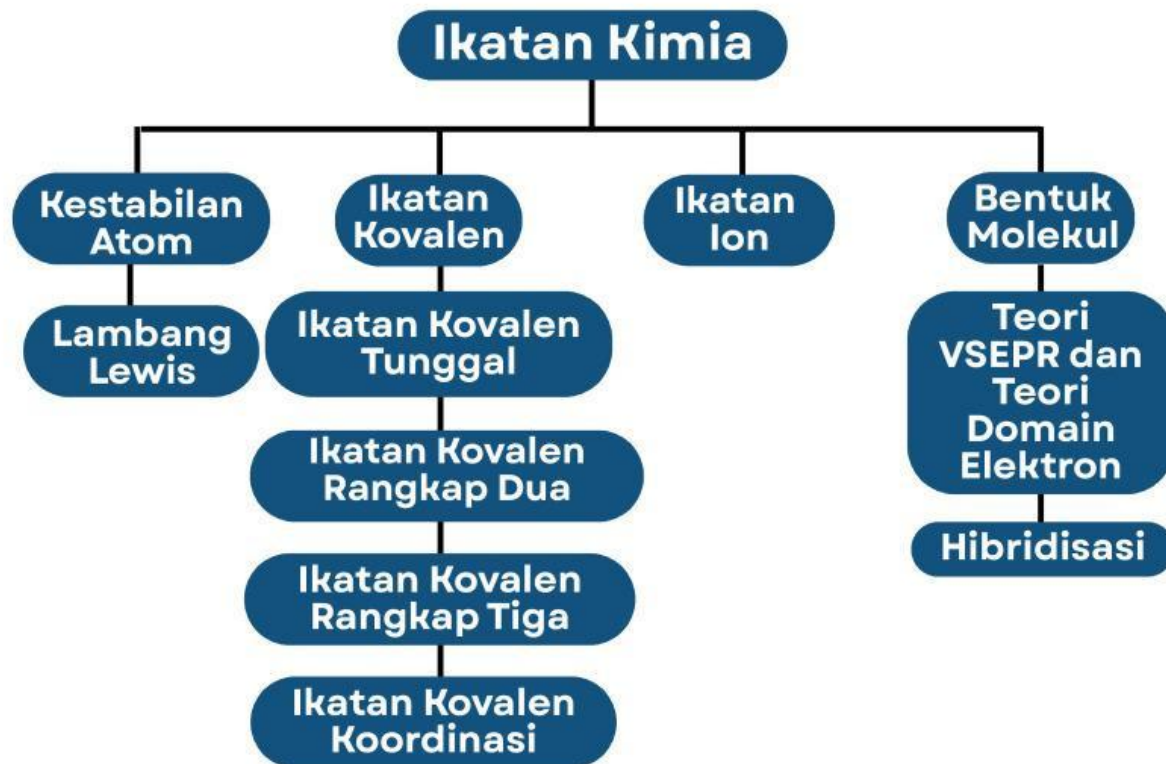 Ikatan Kimia
Kestabilan
Atom
Lambang
Lewis
Ikatan
Kovalen
Ikatan Kovalen
Tunggal
Ikatan Kovalen
Rangkap Dua
Ikatan Kovalen
Rangkap Tiga
Ikatan Kovalen
Koordinasi
Ikatan
Ion
Bentuk
Molekul
Teori
VSEPR dan
Teori
Domain
Elektron
Hibridisasi